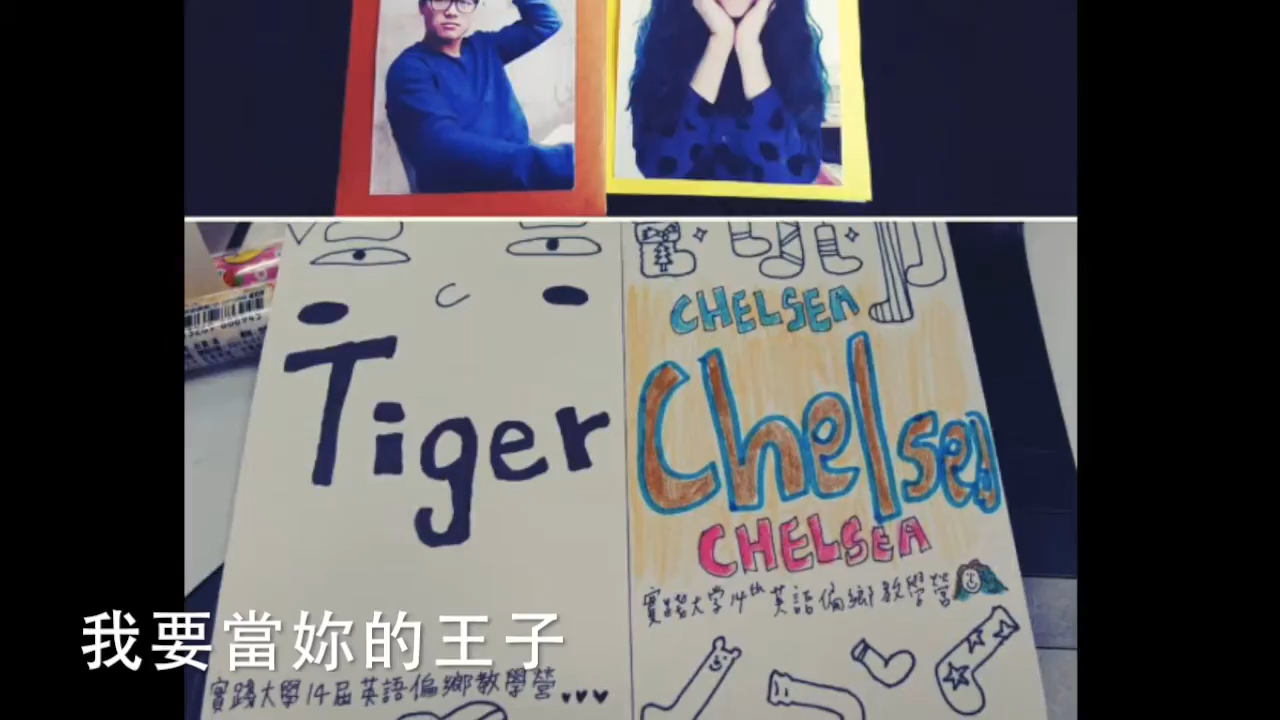 CHELSEA
Tiger
Chelsea
CHELSEA
實踐大学14th 英語偏鄉教學營
我要當妳的王子
實踐大學14屆英語偏鄉教學營